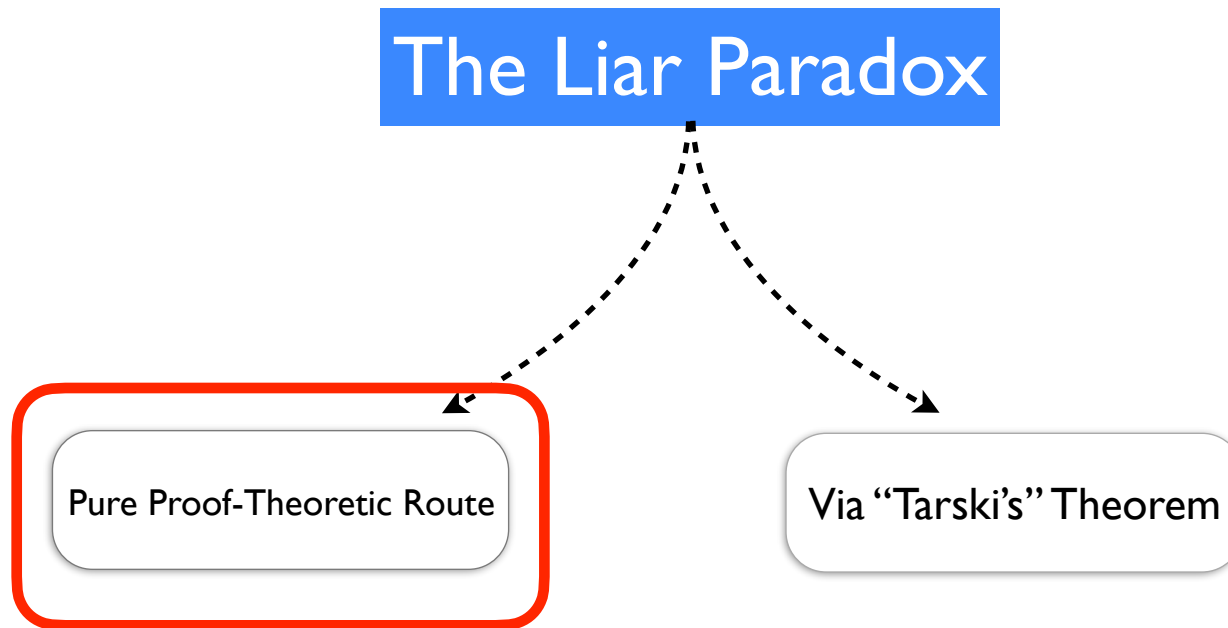 The Liar Paradox
Pure Proof-Theoretic Route
Via “Tarski’s” Theorem